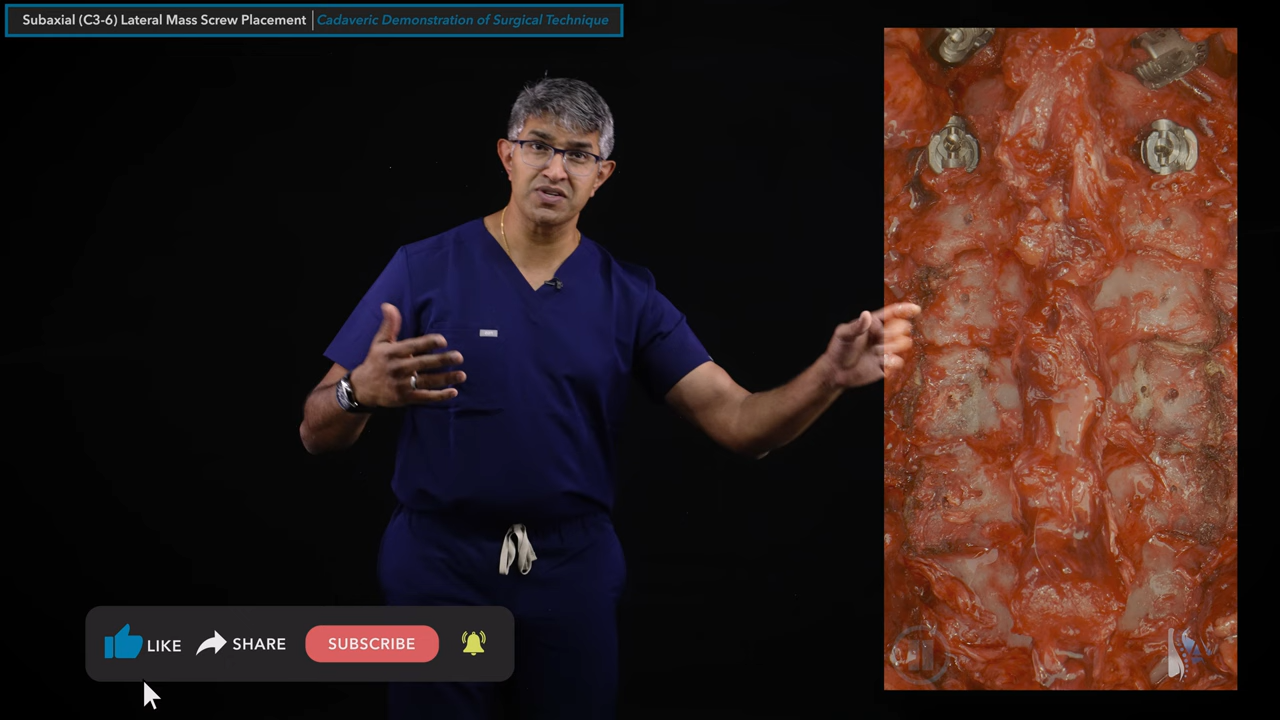 Subaxial (C3-6) Lateral Mass Screw Placement | Cadaveric Demonstration of Surgical Technique
LIKE SHARE SUBSCRIBE